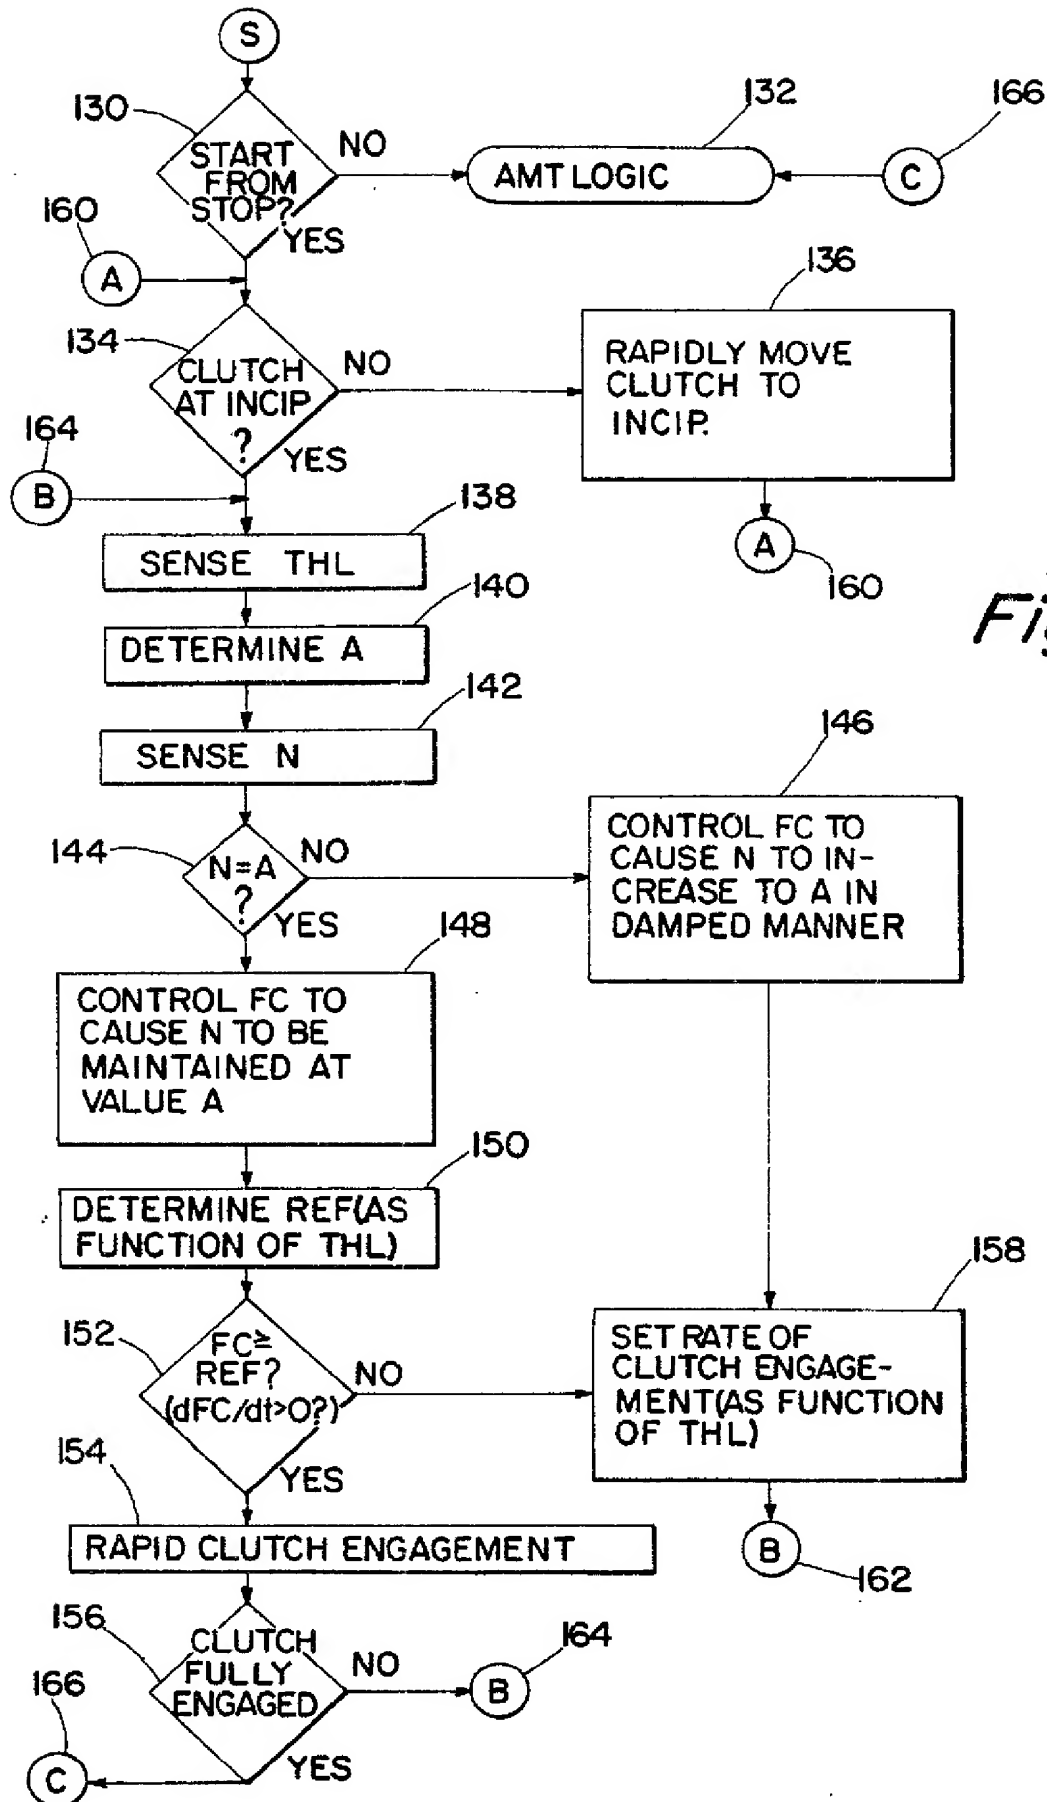 S
130
START
FROM
STOP?
NO
YES
132
AMT LOGIC
166
C
160
A
134
CLUTCH
AT INCIP
?
NO
YES
136
RAPIDLY MOVE
CLUTCH TO
INCIP.
A
160
164
B
138
SENSE THL
140
DETERMINE A
142
SENSE N
Fig
144
N=A
?
NO
YES
146
CONTROL FC TO
CAUSE N TO IN-
CREASE TO A IN
DAMPED MANNER
148
CONTROL FC TO
CAUSE N TO BE
MAINTAINED AT
VALUE A
150
DETERMINE REF(AS
FUNCTION OF THL)
152
FC≥
REF?
(dFC/dt>O?)
NO
YES
158
SET RATE OF
CLUTCH ENGAGE-
MENT(AS FUNCTION
OF THL)
B
162
154
RAPID CLUTCH ENGAGEMENT
156
CLUTCH
FULLY
ENGAGED
NO
YES
164
B
166
C